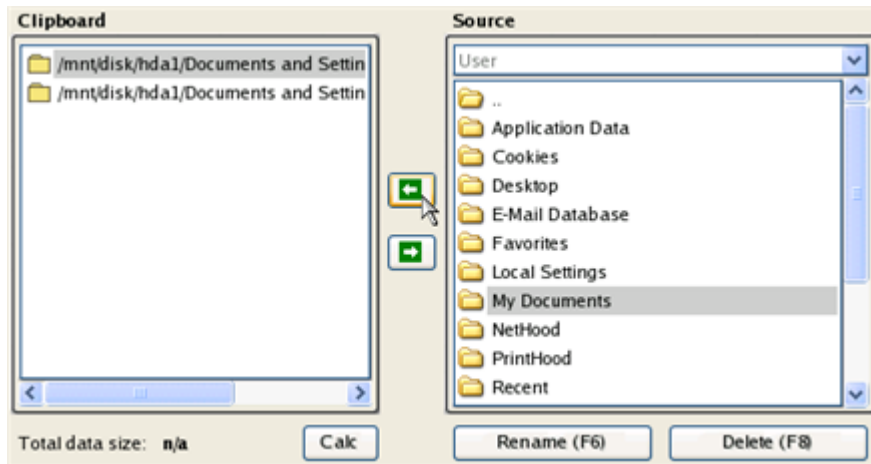 Clipboard
/mnt/disk/hda1/Documents and Settin
/mnt/disk/hda1/Documents and Settin
Total data size: n/a
Calc
Source
User
..
Application Data
Cookies
Desktop
E-Mail Database
Favorites
Local Settings
My Documents
NetHood
PrintHood
Recent
Rename (F6)
Delete (F8)